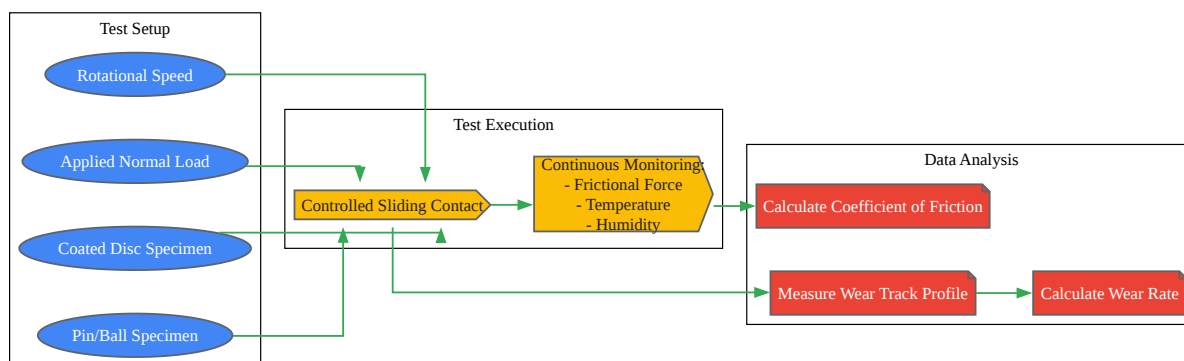 Test Setup
Rotational Speed
Applied Normal Load
Coated Disc Specimen
Pin/Ball Specimen
Test Execution
Controlled Sliding Contact
Continuous Monitoring:
- Frictional Force
- Temperature
- Humidity
Data Analysis
Calculate Coefficient of Friction
Measure Wear Track Profile
Calculate Wear Rate